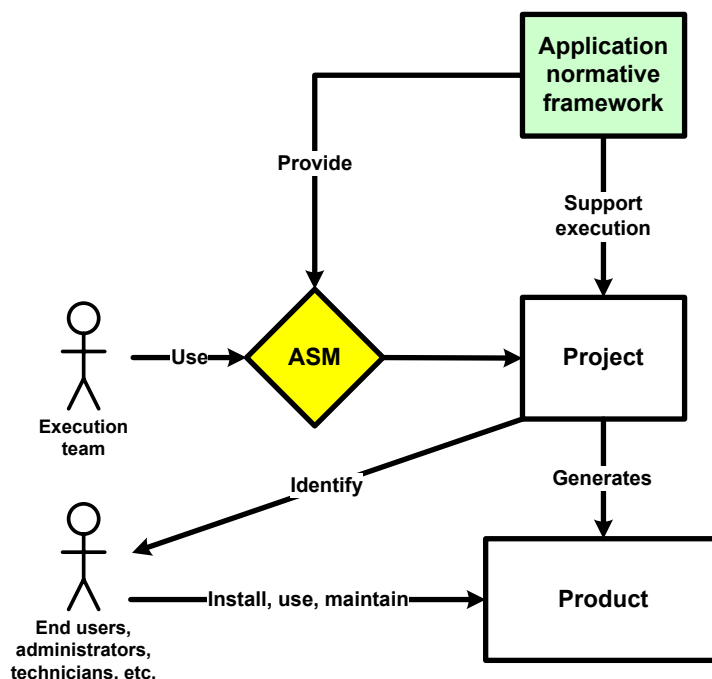 Application
normative
framework
Provide
Support
execution
Use
ASM
Project
Execution
team
Identify
Generates
Install, use, maintain
Product
End users,
administrators,
technicians, etc.